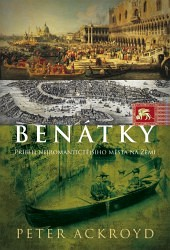 BENÁTKY
PŘÍBĚH NEJROMANTIČTĚJŠÍHO MĚSTA NA ZEMI
PETER ACKROYD